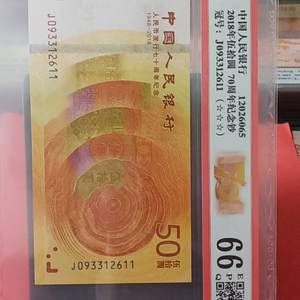 J093312611
中国人民银行
人民币发行七十周年纪念
1948-2018
50
伍拾圆
J093312611
中国人民银行 12026065
2018年伍拾圆 70周年纪念钞
冠号: J093312611 (☆☆☆)
66
EPQ